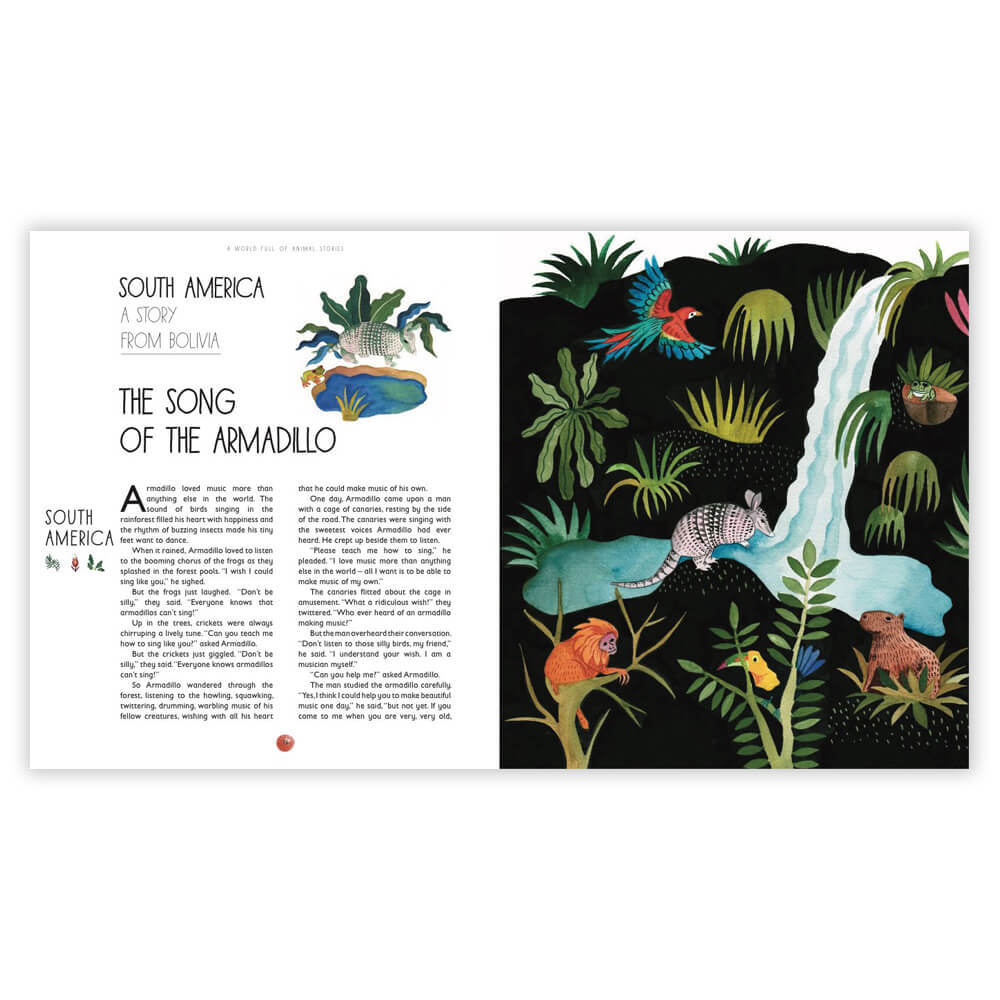 A WORLD FULL OF ANIMAL STORIES
SOUTH AMERICA
A STORY
FROM BOLIVIA
THE SONG
OF THE ARMADILLO
SOUTH
AMERICA
Armadillo loved music more than
anything else in the world. The
sound of birds singing in the
rainforest filled his heart with happiness and
the rhythm of buzzing insects made his tiny
feet want to dance.
When it rained, Armadillo loved to listen
to the booming chorus of the frogs as they
splashed in the forest pools. “I wish I could
sing like you,” he sighed.
But the frogs just laughed. “Don’t be
silly,” they said. “Everyone knows that
armadillos can’t sing!”
Up in the trees, crickets were always
chirruping a lively tune. “Can you teach me
how to sing like you?” asked Armadillo.
But the crickets just giggled. “Don’t be
silly,” they said. “Everyone knows armadillos
can’t sing!”
So Armadillo wandered through the
forest, listening to the howling, squawking,
twittering, drumming, warbling music of his
fellow creatures, wishing with all his heart
that he could make music of his own.
One day, Armadillo came upon a man
with a cage of canaries, resting by the side
of the road. The canaries were singing with
the sweetest voices Armadillo had ever
heard. He crept up beside them to listen.
“Please teach me how to sing,” he
pleaded. “I love music more than anything
else in the world – all I want is to be able to
make music of my own.”
The canaries flitted about the cage in
amusement. “What a ridiculous wish!” they
twittered. “Who ever heard of an armadillo
making music?”
But the man overheard their conversation.
“Don’t listen to those silly birds, my friend,”
he said. “I understand your wish. I am a
musician myself.”
“Can you help me?” asked Armadillo.
The man studied the armadillo carefully.
“Yes, I think I could help you to make beautiful
music one day,” he said, “but not yet. If you
come to me when you are very, very old,